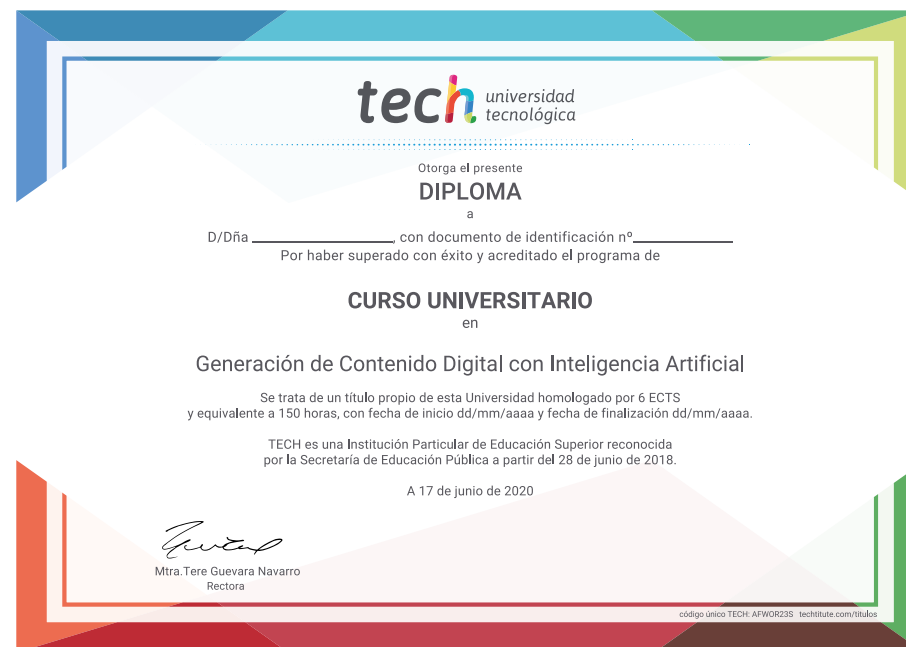 tech universidad
tecnológica
Otorga el presente
DIPLOMA
a
D/Dña ____________________, con documento de identificación nº______________
Por haber superado con éxito y acreditado el programa de
CURSO UNIVERSITARIO
en
Generación de Contenido Digital con Inteligencia Artificial
Se trata de un título propio de esta Universidad homologado por 6 ECTS
y equivalente a 150 horas, con fecha de inicio dd/mm/aaaa y fecha de finalización dd/mm/aaaa.
TECH es una Institución Particular de Educación Superior reconocida
por la Secretaría de Educación Pública a partir del 28 de junio de 2018.
A 17 de junio de 2020
Mtra.Tere Guevara Navarro
Rectora
código único TECH: AFWOR23S techtitute.com/titulos